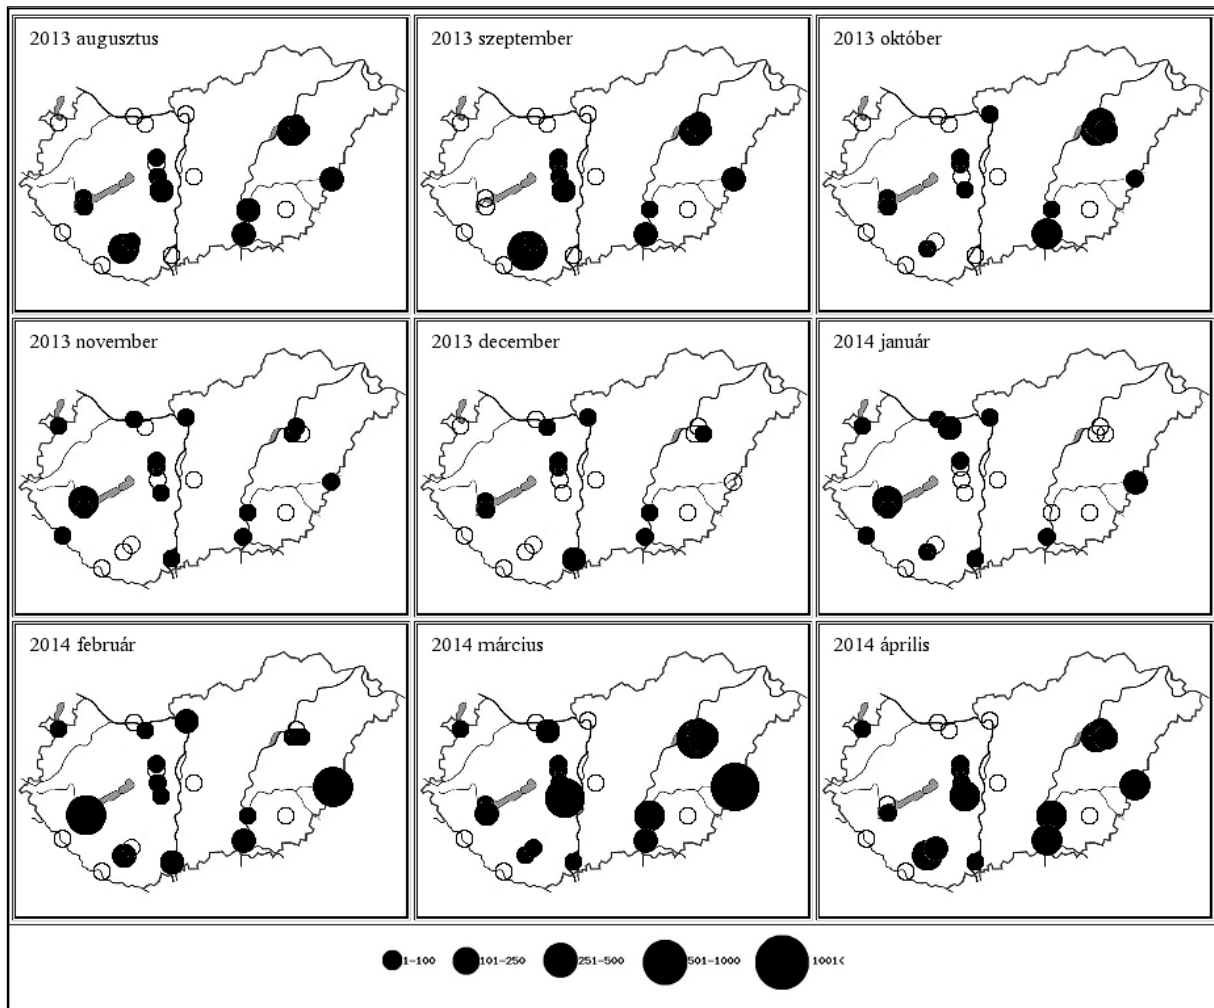 2013 augusztus
2013 szeptember
2013 október
2013 november
2013 december
2014 január
2014 február
2014 március
2014 április
1-100
101-250
251-500
501-1000
1001<